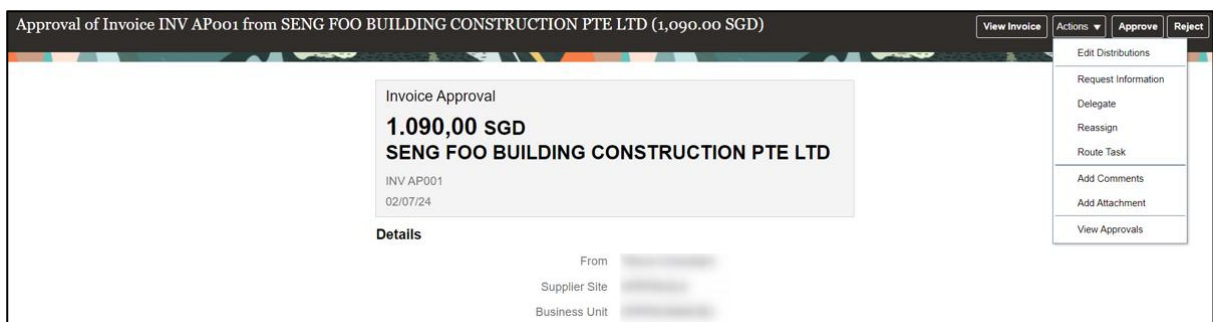 Approval of Invoice INV AP001 from SENG FOO BUILDING CONSTRUCTION PTE LTD (1,090.00 SGD)
View Invoice
Actions ▼
Approve
Reject
Edit Distributions
Request Information
Delegate
Reassign
Route Task
Add Comments
Add Attachment
View Approvals
Invoice Approval
1.090,00 SGD
SENG FOO BUILDING CONSTRUCTION PTE LTD
INV AP001
02/07/24
Details
From
Supplier Site
Business Unit